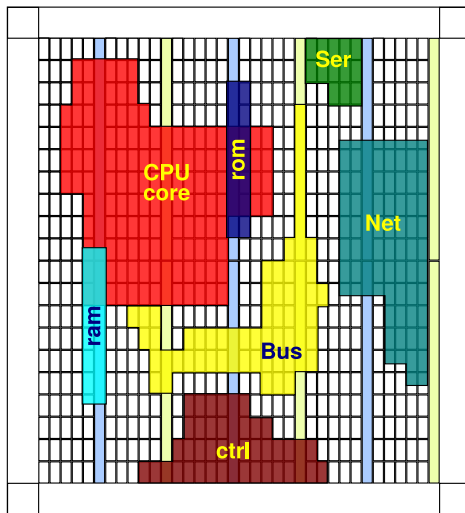 Ser
rom
CPU
core
Net
ram
Bus
ctrl